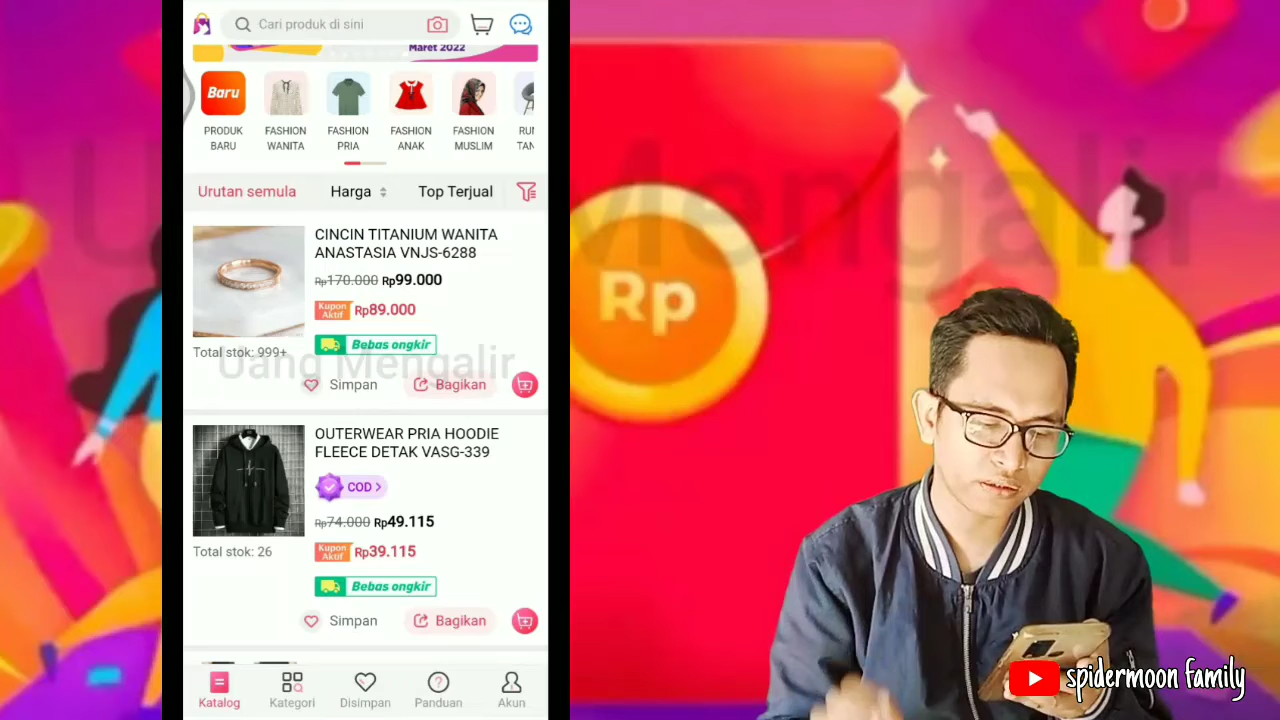 Cari produk di sini
Maret 2022
Baru
PRODUK
BARU
FASHION
WANITA
FASHION
PRIA
FASHION
ANAK
FASHION
MUSLIM
RU
TAN
Urutan semula
Harga
Top Terjual
CINCIN TITANIUM WANITA
ANASTASIA VNJS-6288
Rp170.000 Rp99.000
Kupon
Aktif
Rp89.000
Bebas ongkir
Total stok: 999+
Uang Mengalir
Simpan
Bagikan
OUTERWEAR PRIA HOODIE
FLEECE DETAK VASG-339
COD >
Rp74.000 Rp49.115
Kupon
Aktif
Rp39.115
Bebas ongkir
Total stok: 26
Simpan
Bagikan
Katalog
Kategori
Disimpan
Panduan
Akun
Rp
Mengalir
spidermoon family